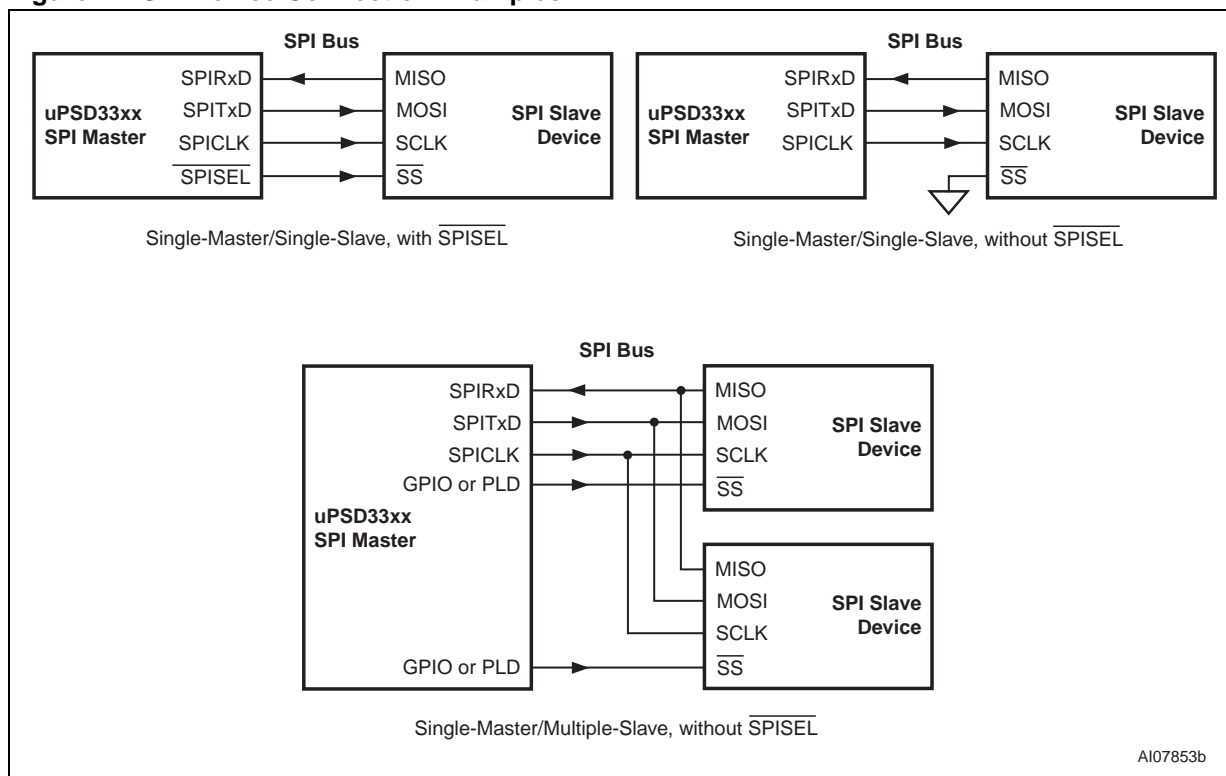 SPI Bus
SPIRxD
SPITxD
SPICLK
SPISEL
uPSD33xx
SPI Master
MISO
MOSI
SCLK
SS
SPI Slave
Device
Single-Master/Single-Slave, with SPISEL
SPI Bus
SPIRxD
SPITxD
SPICLK
uPSD33xx
SPI Master
MISO
MOSI
SCLK
SS
SPI Slave
Device
Single-Master/Single-Slave, without SPISEL
SPI Bus
SPIRxD
SPITxD
SPICLK
GPIO or PLD
uPSD33xx
SPI Master
GPIO or PLD
MISO
MOSI
SCLK
SS
SPI Slave
Device
MISO
MOSI
SCLK
SS
SPI Slave
Device
Single-Master/Multiple-Slave, without SPISEL
AI07853b